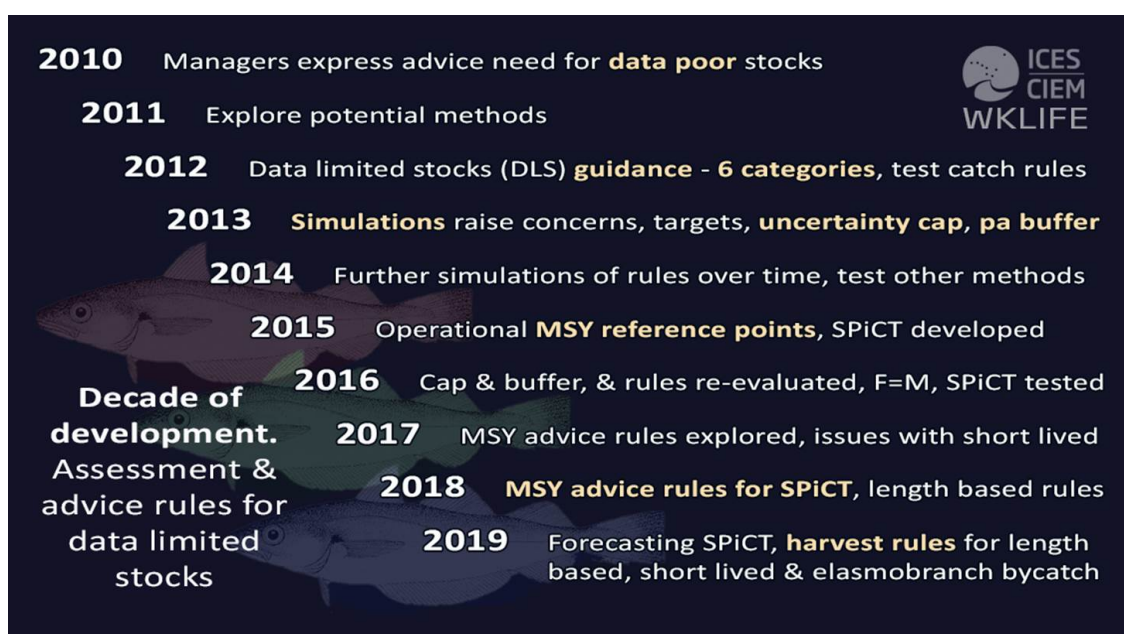 2010 Managers express advice need for data poor stocks
ICES
CIEM
WKLIFE
2011 Explore potential methods
2012 Data limited stocks (DLS) guidance - 6 categories, test catch rules
2013 Simulations raise concerns, targets, uncertainty cap, pa buffer
2014 Further simulations of rules over time, test other methods
2015 Operational MSY reference points, SPiCT developed
2016 Cap & buffer, & rules re-evaluated, F=M, SPiCT tested
2017 MSY advice rules explored, issues with short lived
2018 MSY advice rules for SPiCT, length based rules
2019 Forecasting SPiCT, harvest rules for length
based, short lived & elasmobranch bycatch
Decade of
development.
Assessment &
advice rules for
data limited
stocks